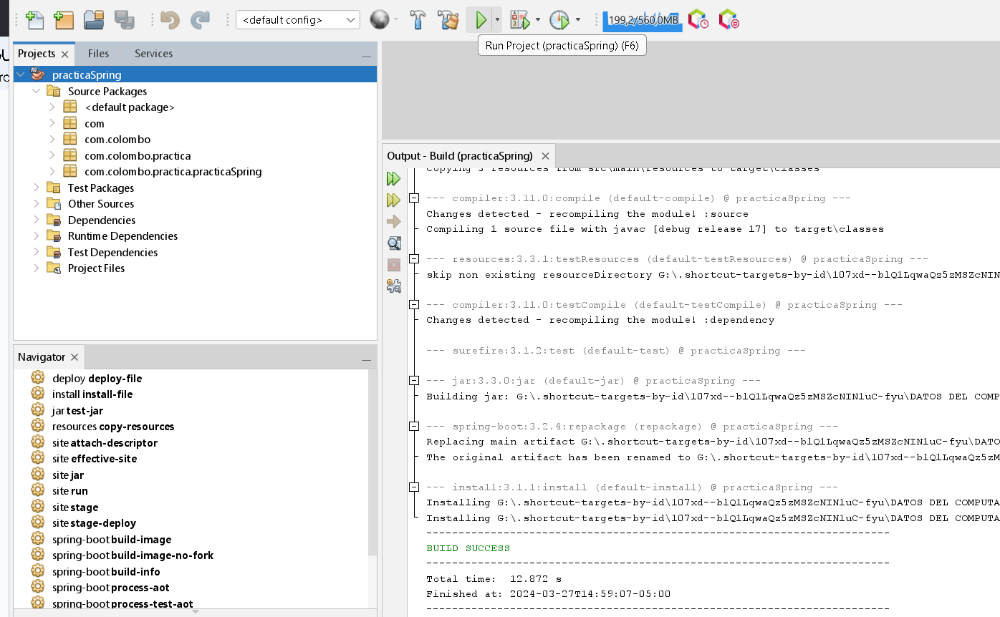 <default config>
199,2/560,0MB
Run Project (practicaSpring) (F6)
Projects
Files
Services
practicaSpring
Source Packages
<default package>
com
com.colombo
com.colombo.practica
com.colombo.practica.practicaSpring
Test Packages
Other Sources
Dependencies
Runtime Dependencies
Test Dependencies
Project Files
Navigator
deploy deploy-file
install install-file
jar test-jar
resources copy-resources
site attach-descriptor
site effective-site
site jar
site run
site stage
site stage-deploy
spring-boot build-image
spring-boot build-image-no-fork
spring-boot build-info
spring-boot process-aot
spring-boot process-test-aot
Output - Build (practicaSpring)
Copying 3 resources from src\main\resources to target\classes
--- compiler:3.11.0:compile (default-compile) @ practicaSpring ---
Changes detected - recompiling the module! :source
Compiling 1 source file with javac [debug release 17] to target\classes
--- resources:3.3.1:testResources (default-testResources) @ practicaSpring ---
skip non existing resourceDirectory G:\.shortcut-targets-by-id\107xd--blQ1LqwaQz5zMSZcNIN
--- compiler:3.11.0:testCompile (default-testCompile) @ practicaSpring ---
Changes detected - recompiling the module! :dependency
--- surefire:3.1.2:test (default-test) @ practicaSpring ---
--- jar:3.3.0:jar (default-jar) @ practicaSpring ---
Building jar: G:\.shortcut-targets-by-id\107xd--blQ1LqwaQz5zMSZcNIN1uC-fyu\DATOS DEL COMP
--- spring-boot:3.2.4:repackage (repackage) @ practicaSpring ---
Replacing main artifact G:\.shortcut-targets-by-id\107xd--blQ1LqwaQz5zMSZcNIN1uC-fyu\DATO
The original artifact has been renamed to G:\.shortcut-targets-by-id\107xd--blQ1LqwaQz5zM
--- install:3.1.1:install (default-install) @ practicaSpring ---
Installing G:\.shortcut-targets-by-id\107xd--blQ1LqwaQz5zMSZcNIN1uC-fyu\DATOS DEL COMPUTA
Installing G:\.shortcut-targets-by-id\107xd--blQ1LqwaQz5zMSZcNIN1uC-fyu\DATOS DEL COMPUTA
------------------------------------------------------------------------
BUILD SUCCESS
------------------------------------------------------------------------
Total time:  12.872 s
Finished at: 2024-03-27T14:59:07-05:00
------------------------------------------------------------------------